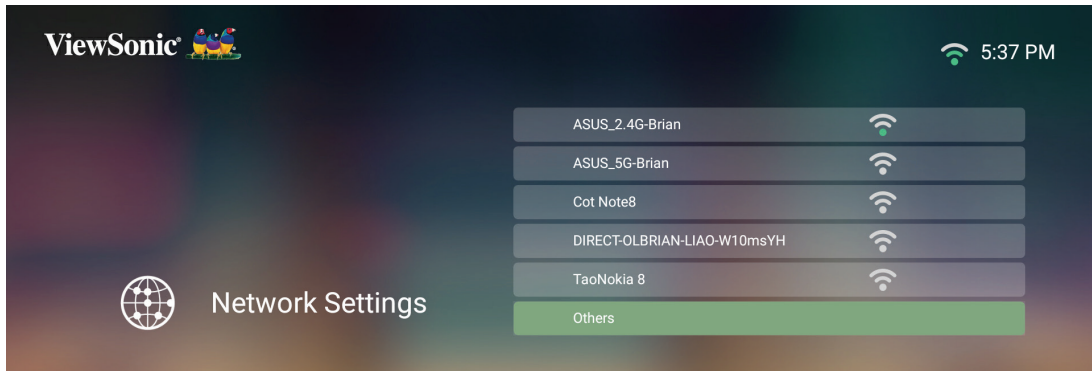 ViewSonic®
5:37 PM
ASUS_2.4G-Brian
ASUS_5G-Brian
Cot Note8
DIRECT-OLBRIAN-LIAO-W10msYH
TaoNokia 8
Others
Network Settings